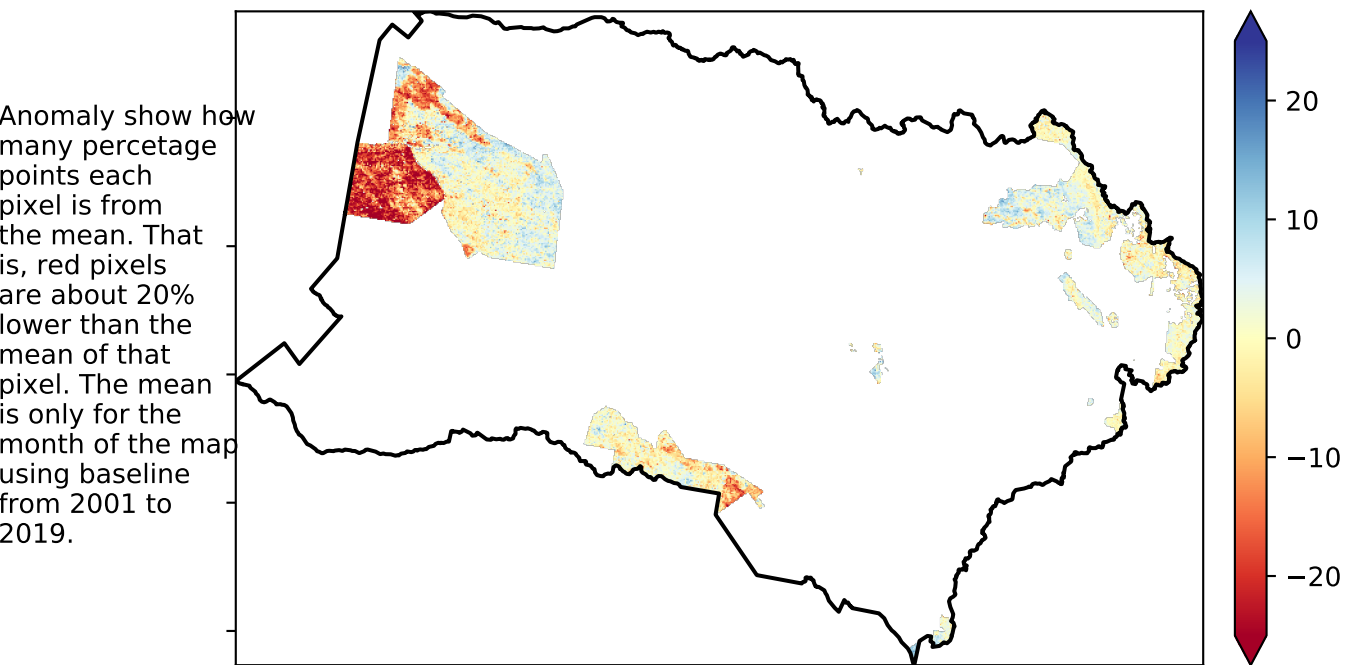 Anomaly show how
many percetage
points each
pixel is from
the mean. That
is, red pixels
are about 20%
lower than the
mean of that
pixel. The mean
is only for the
month of the map
using baseline
from 2001 to
2019.
20
10
0
−10
−20